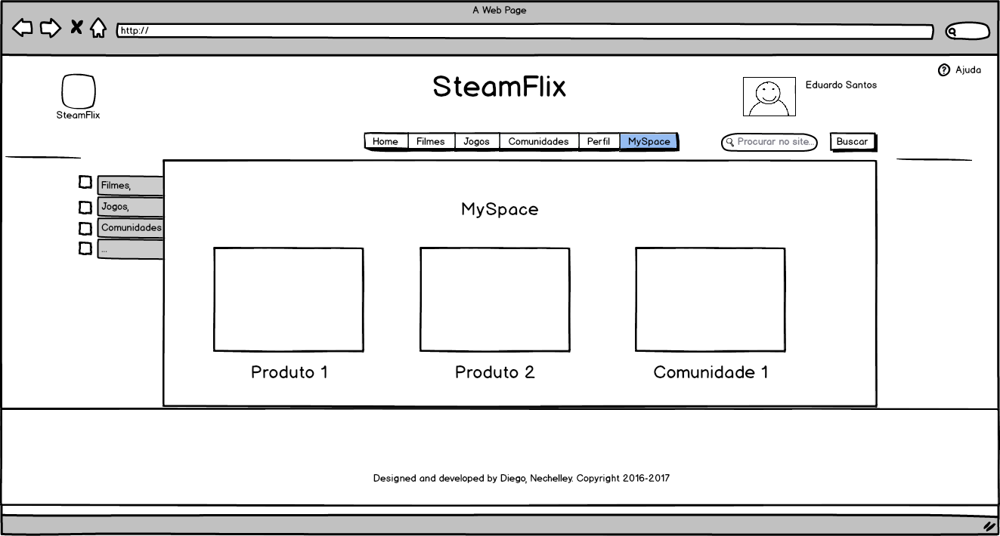 A Web Page
http://
? Ajuda
SteamFlix
SteamFlix
Eduardo Santos
Home Filmes Jogos Comunidades Perfil MySpace
Procurar no site... Buscar
Filmes,
Jogos,
Comunidades
...
MySpace
Produto 1 Produto 2 Comunidade 1
Designed and developed by Diego, Nechelley. Copyright 2016-2017